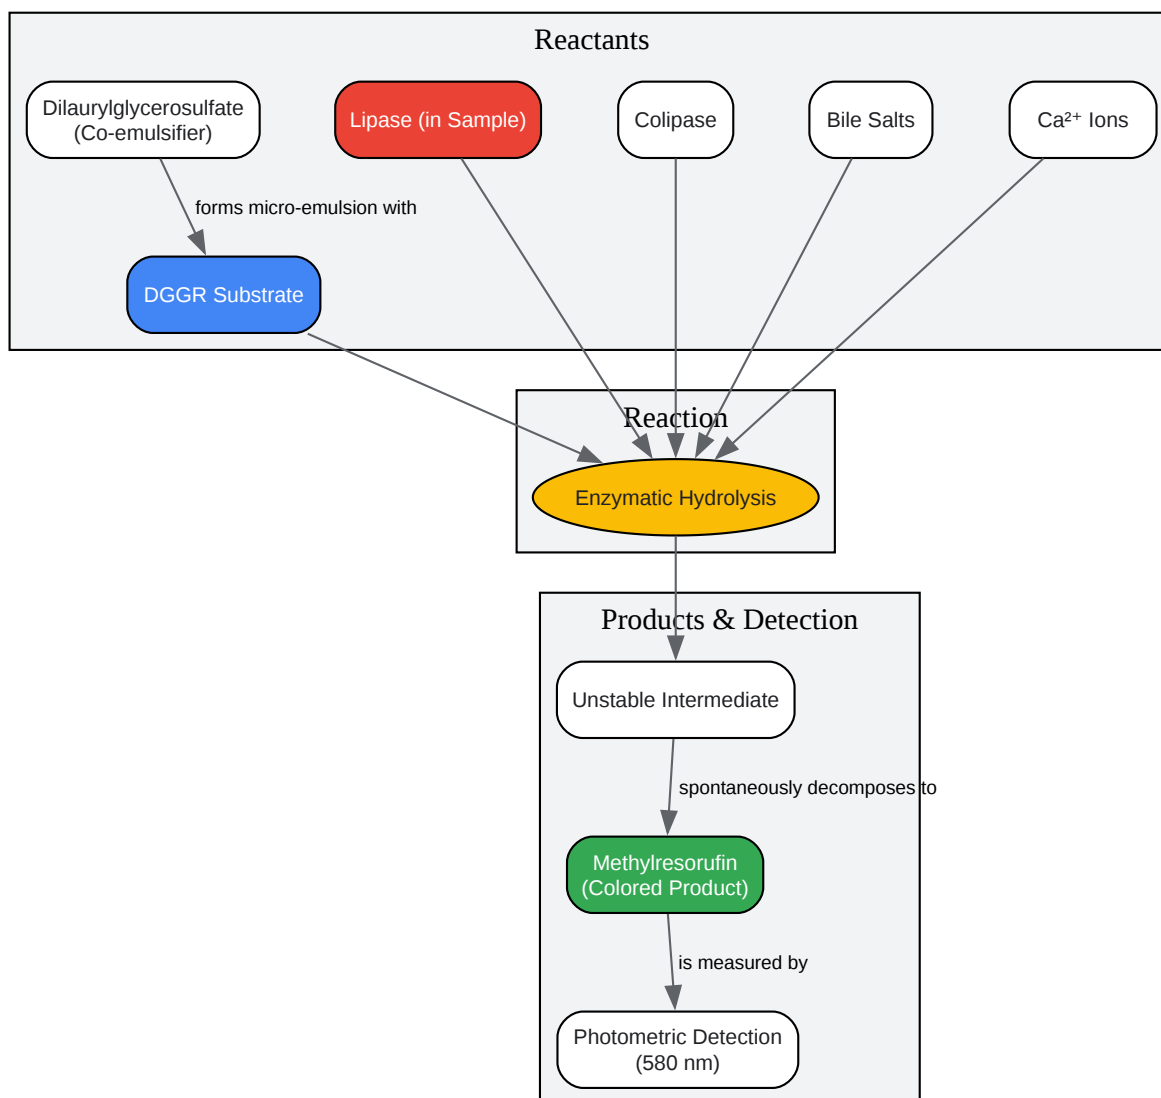 Reactants
Dilaurylglycerosulfate
(Co-emulsifier)
Lipase (in Sample)
Colipase
Bile Salts
Ca²⁺ Ions
forms micro-emulsion with
DGGR Substrate
Reaction
Enzymatic Hydrolysis
Products & Detection
Unstable Intermediate
spontaneously decomposes to
Methylresorufin
(Colored Product)
is measured by
Photometric Detection
(580 nm)